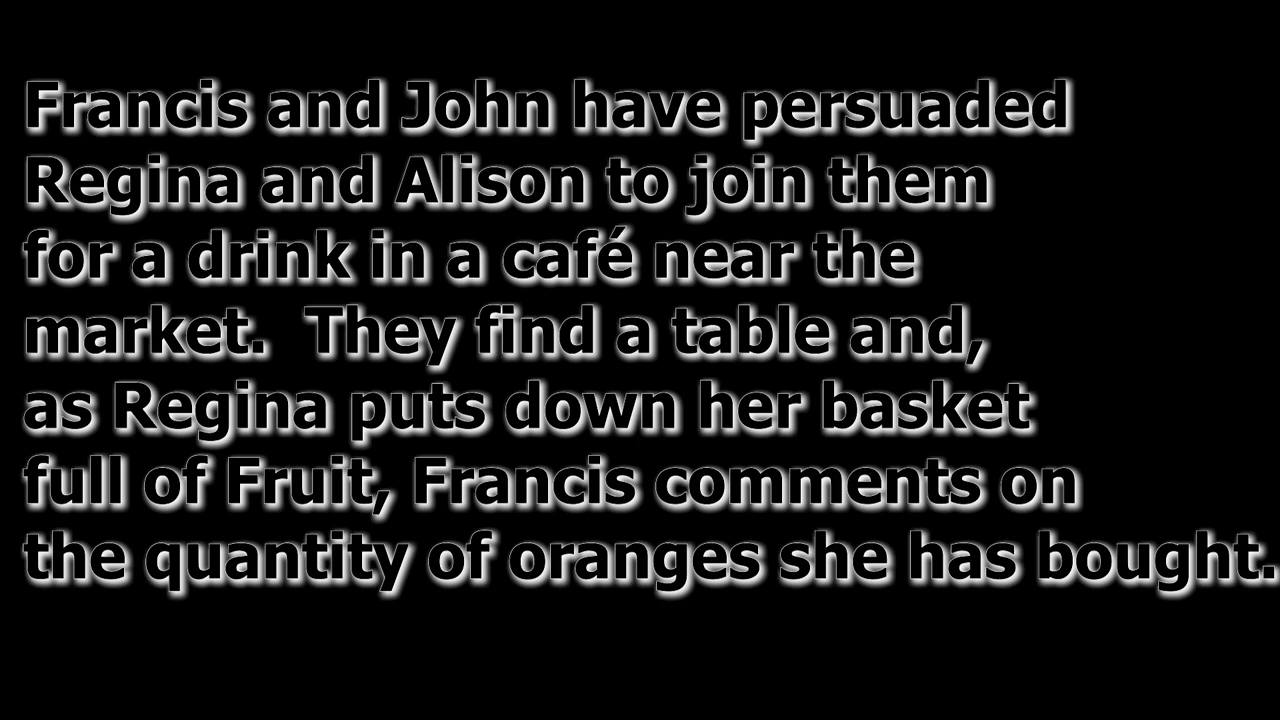 Francis and John have persuaded
Regina and Alison to join them
for a drink in a café near the
market.  They find a table and,
as Regina puts down her basket
full of Fruit, Francis comments on
the quantity of oranges she has bought.